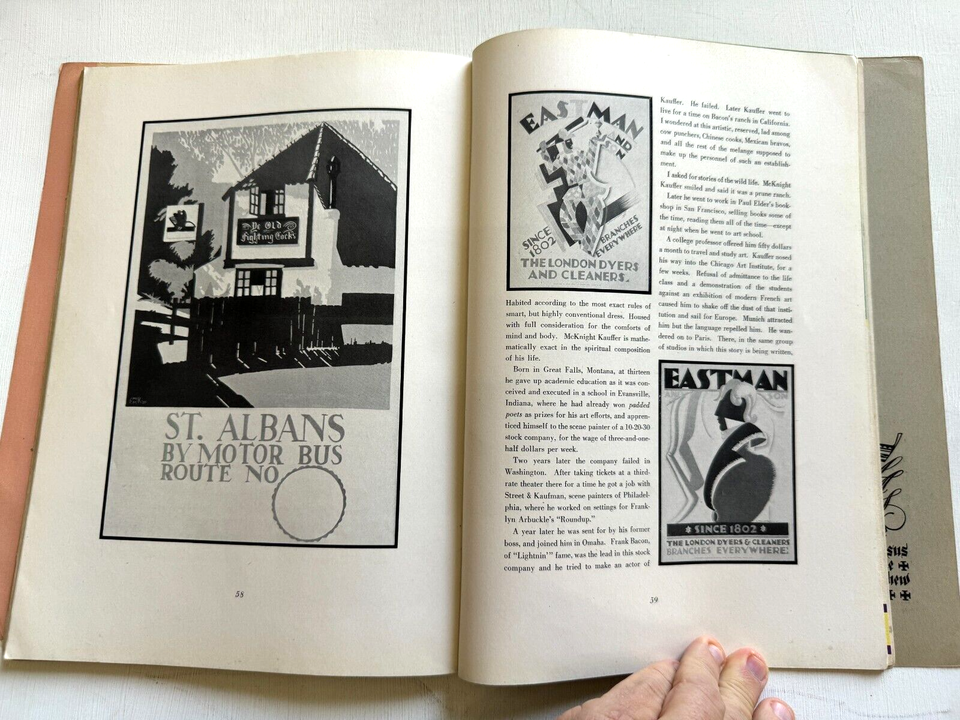 Ye Old
Fighting Cocks
ST. ALBANS
BY MOTOR BUS
ROUTE NO.
58
EASTMAN
AND
SON
SINCE
1802
BRANCHES
EVERYWHERE
THE LONDON DYERS
AND CLEANERS.
Habited according to the most exact rules of
smart, but highly conventional dress. Housed
with full consideration for the comforts of
mind and body. McKnight Kauffer is mathe-
matically exact in the spiritual composition
of his life.
Born in Great Falls, Montana, at thirteen
he gave up academic education as it was con-
ceived and executed in a school in Evansville,
Indiana, where he had already won padded
poets as prizes for his art efforts, and appren-
ticed himself to the scene painter of a 10-20-30
stock company, for the wage of three-and-one-
half dollars per week.
Two years later the company failed in
Washington. After taking tickets at a third-
rate theater there for a time he got a job with
Street & Kaufman, scene painters of Philadel-
phia, where he worked on settings for Frank-
lyn Arbuckle's "Roundup."
A year later he was sent for by his former
boss, and joined him in Omaha. Frank Bacon,
of "Lightnin'" fame, was the lead in this stock
company and he tried to make an actor of
Kauffer. He failed. Later Kauffer went to
live for a time on Bacon's ranch in California.
I wondered at this artistic, reserved, lad among
cow punchers, Chinese cooks, Mexican bravos,
and all the rest of the melange supposed to
make up the personnel of such an establish-
ment.
I asked for stories of the wild life. McKnight
Kauffer smiled and said it was a prune ranch.
Later he went to work in Paul Elder's book-
shop in San Francisco, selling books some of
the time, reading them all of the time—except
at night when he went to art school.
A college professor offered him fifty dollars
a month to travel and study art. Kauffer nosed
his way into the Chicago Art Institute, for a
few weeks. Refusal of admittance to the life
class and a demonstration of the students
against an exhibition of modern French art
caused him to shake off the dust of that insti-
tution and sail for Europe. Munich attracted
him but the language repelled him. He wan-
dered on to Paris. There, in the same group
of studios in which this story is being written,
EASTMAN
AND SON
SINCE 1802
THE LONDON DYERS & CLEANERS
BRANCHES EVERYWHERE:
39